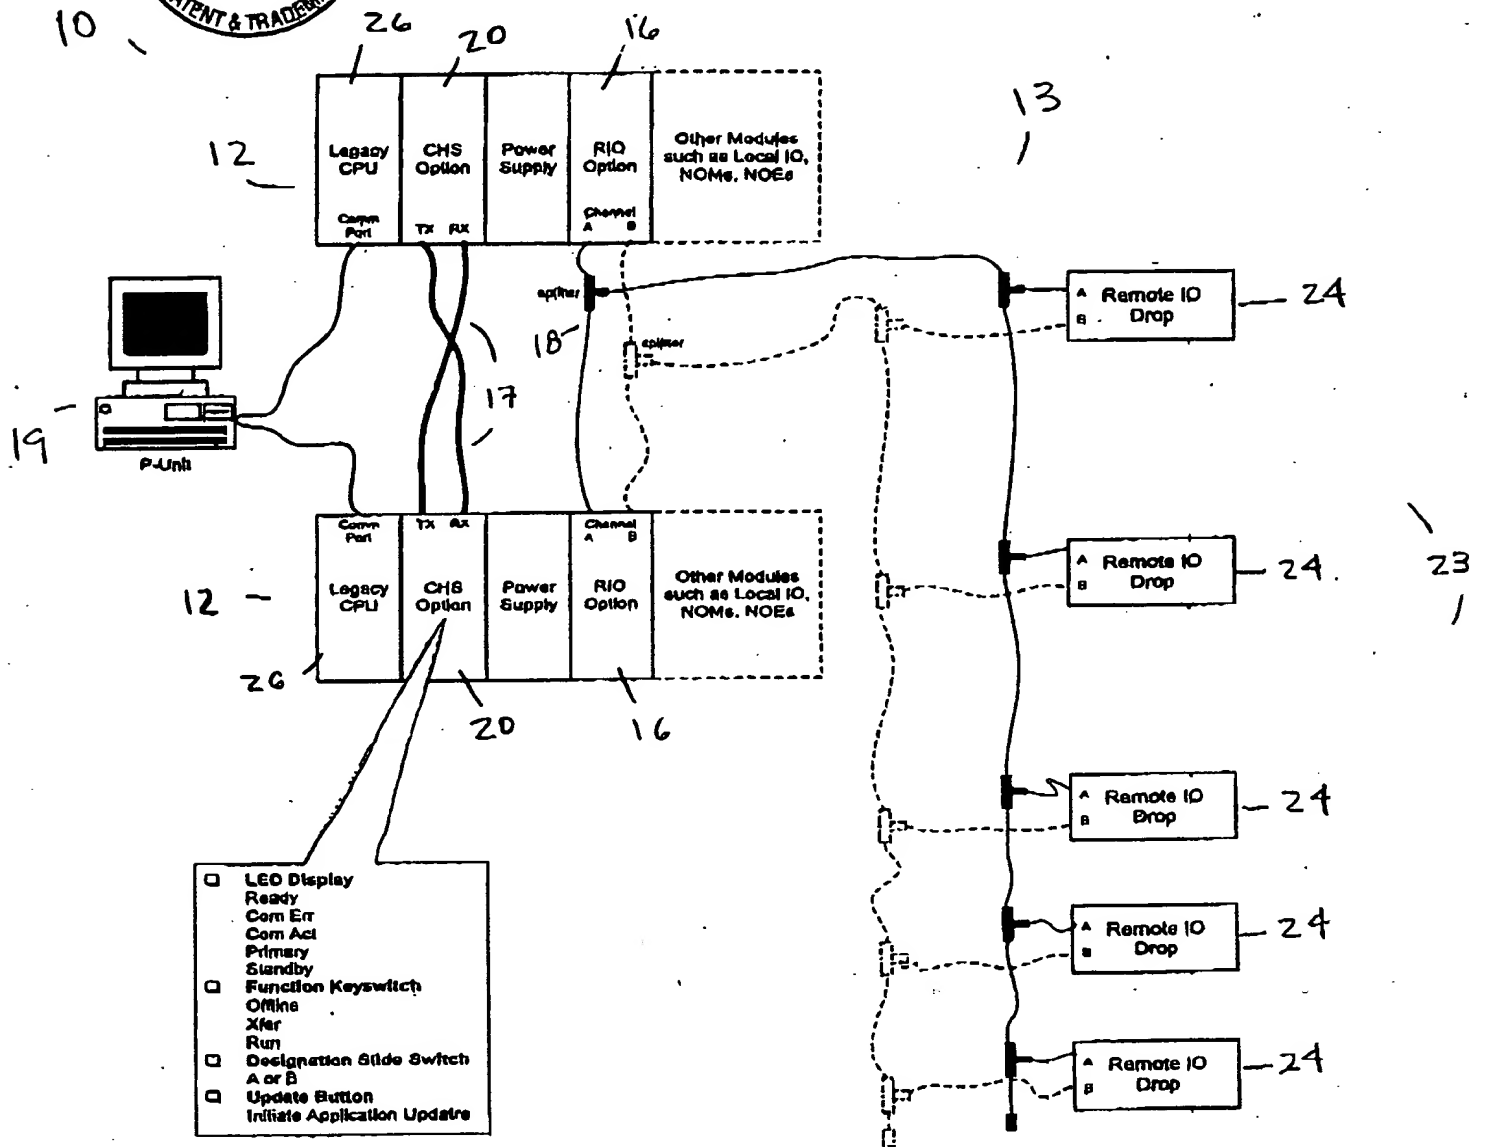 10
PATENT & TRADEM
26
20
16
13
12
Legacy CPU
CHS Option
Power Supply
RIO Option
Other Modules such as Local IO, NOMs, NOEs
Comm Port
TX RX
Channel
A B
splitter
18
splitter
17
19
P-Unit
A
B
Remote IO Drop
24
Comm Port
TX RX
Channel
A B
12
Legacy CPU
CHS Option
Power Supply
RIO Option
Other Modules such as Local IO, NOMs, NOEs
26
20
16
A
B
Remote IO Drop
24
23
A
B
Remote IO Drop
24
A
B
Remote IO Drop
24
A
B
Remote IO Drop
24
LED Display
Ready
Com Err
Com Act
Primary
Standby
Function Keyswitch
Offline
Xfer
Run
Designation Slide Switch
A or B
Update Button
Initiate Application Updatre